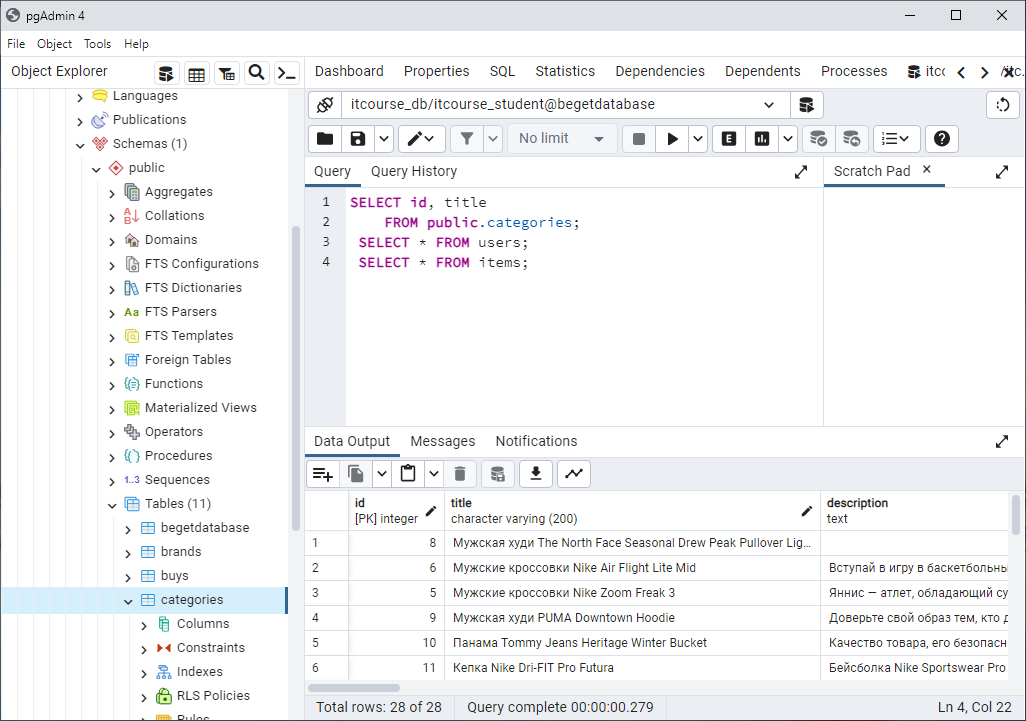 pgAdmin 4
File Object Tools Help
Object Explorer
Dashboard Properties SQL Statistics Dependencies Dependents Processes
Languages
Publications
Schemas (1)
public
Aggregates
Collations
Domains
FTS Configurations
FTS Dictionaries
Aa FTS Parsers
FTS Templates
Foreign Tables
Functions
Materialized Views
Operators
Procedures
1..3 Sequences
Tables (11)
begetdatabase
brands
buys
categories
Columns
Constraints
Indexes
RLS Policies
Rules
itcourse_db/itcourse_student@begetdatabase
No limit
E
Query Query History
Scratch Pad
1 SELECT id, title
2 FROM public.categories;
3 SELECT * FROM users;
4 SELECT * FROM items;
Data Output Messages Notifications
id title description
[PK] integer character varying (200) text
1 8 Мужская худи The North Face Seasonal Drew Peak Pullover Lig...
2 6 Мужские кроссовки Nike Air Flight Lite Mid Вступай в игру в баскетбольны
3 5 Мужские кроссовки Nike Zoom Freak 3 Яннис — атлет, обладающий су
4 9 Мужская худи PUMA Downtown Hoodie Доверьте свой образ тем, кто д
5 10 Панама Tommy Jeans Heritage Winter Bucket Качество товара, его безопасн
6 11 Кепка Nike Dri-FIT Pro Futura Бейсболка Nike Sportswear Pro
Total rows: 28 of 28 Query complete 00:00:00.279 Ln 4, Col 22